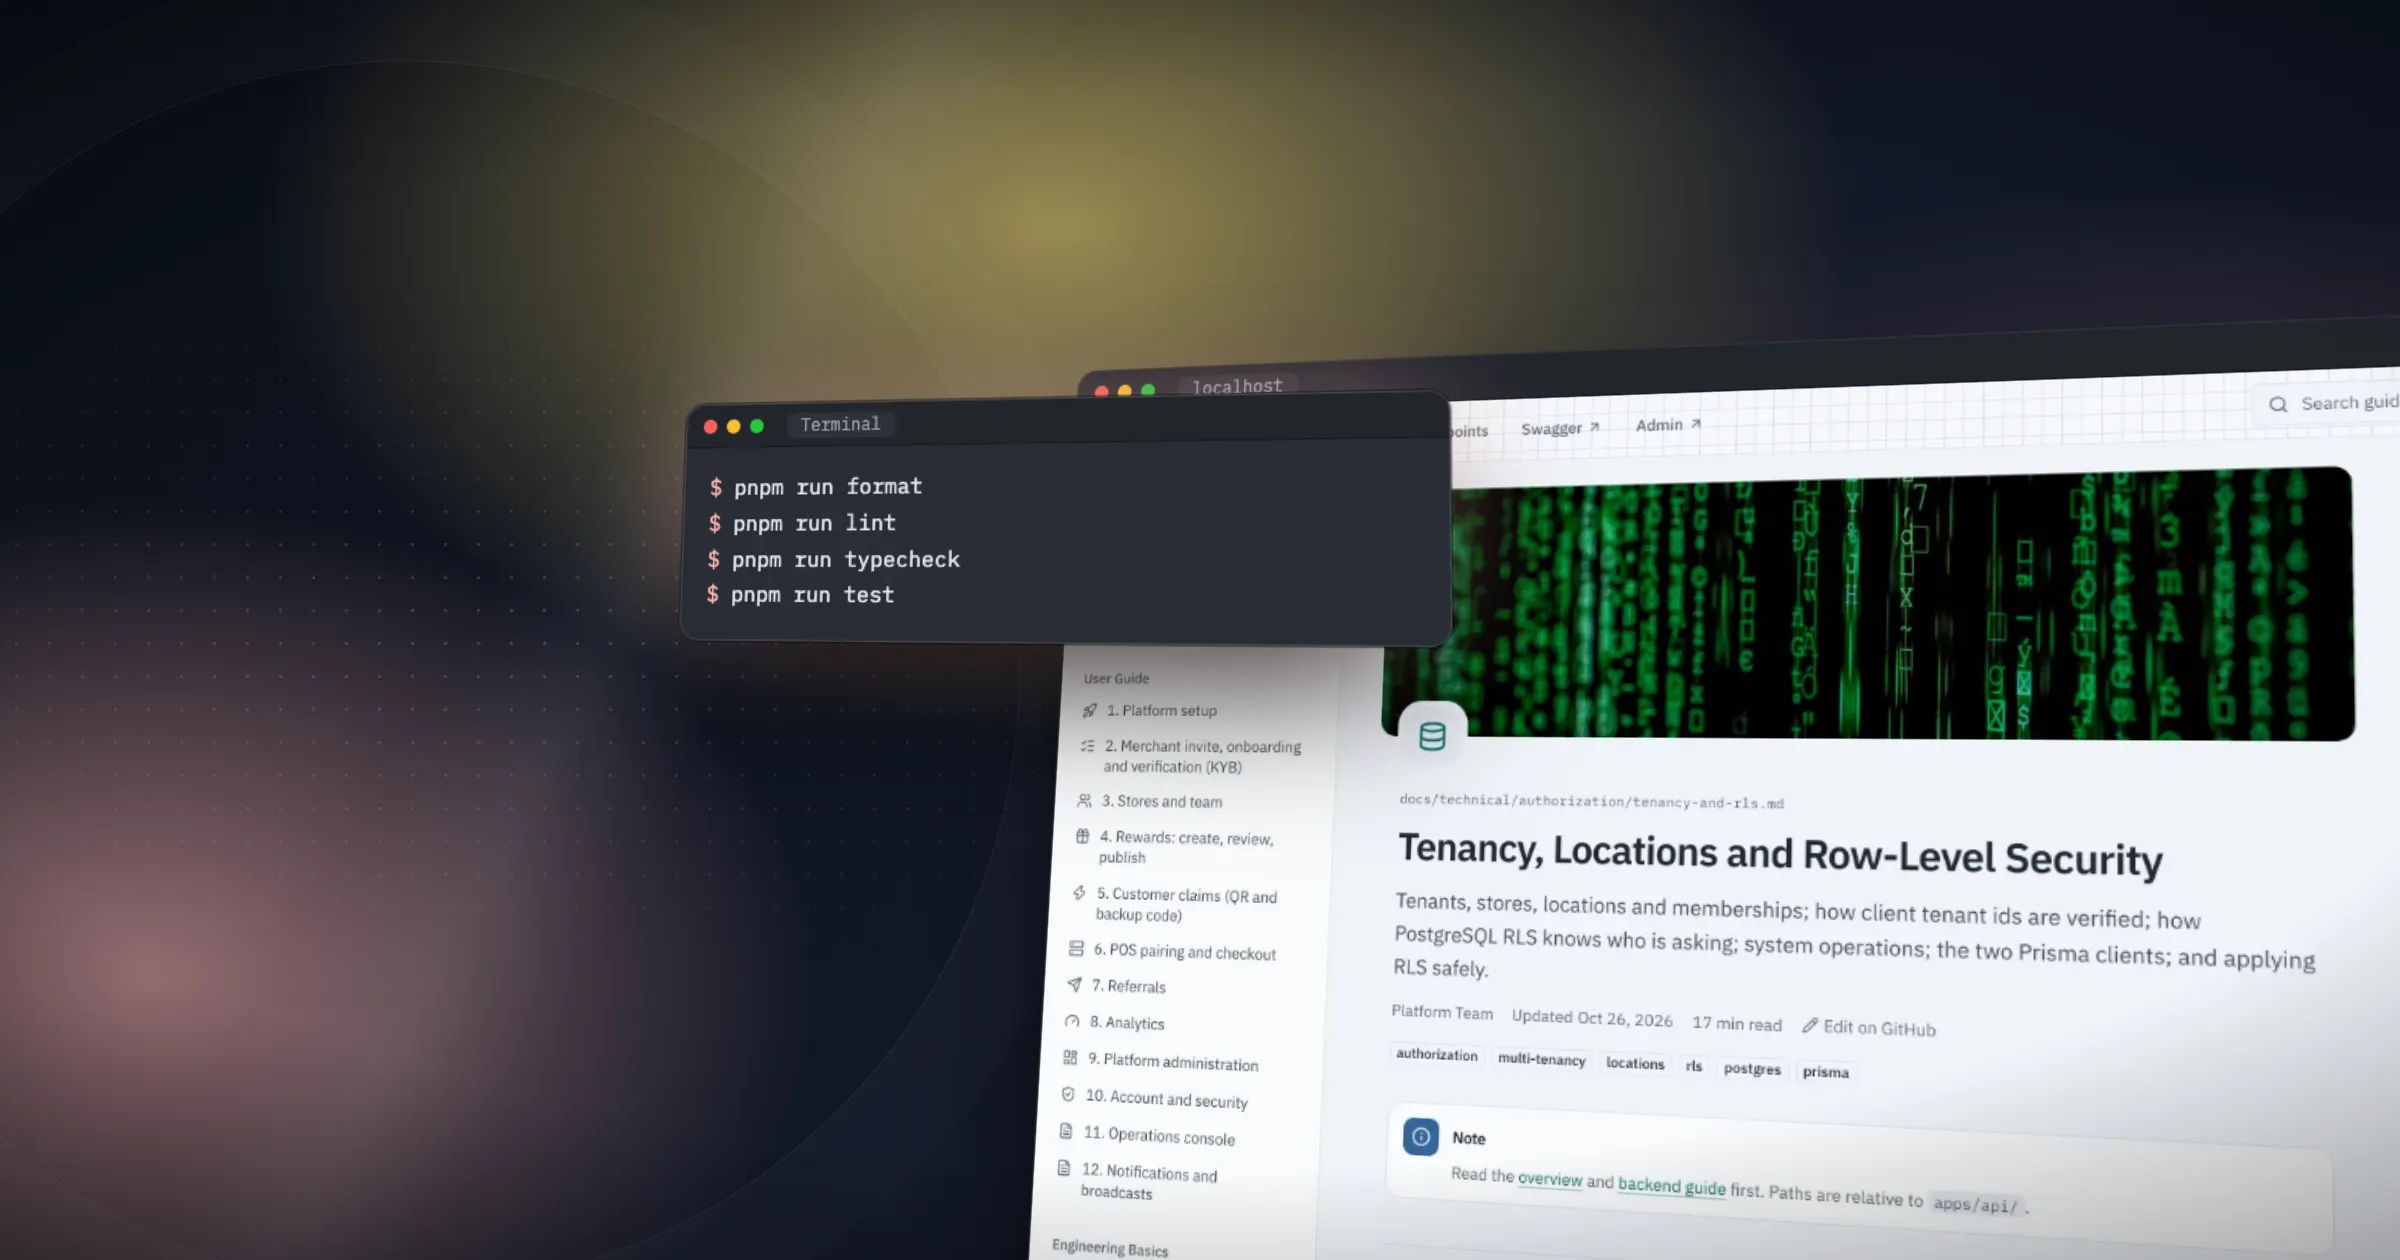 localhost
Terminal
$ pnpm run format
$ pnpm run lint
$ pnpm run typecheck
$ pnpm run test
Swagger ↗
Admin ↗
Search
User Guide
1. Platform setup
2. Merchant invite, onboarding
and verification (KYB)
3. Stores and team
4. Rewards: create, review,
publish
5. Customer claims (QR and
backup code)
6. POS pairing and checkout
7. Referrals
8. Analytics
9. Platform administration
10. Account and security
11. Operations console
12. Notifications and
broadcasts
Engineering Basics
docs/technical/authorization/tenancy-and-rls.md
Tenancy, Locations and Row-Level Security
Tenants, stores, locations and memberships; how client tenant ids are verified; how
PostgreSQL RLS knows who is asking; system operations; the two Prisma clients; and applying
RLS safely.
Platform Team Updated Oct 26, 2026 17 min read Edit on GitHub
authorization multi-tenancy locations rls postgres prisma
Note
Read the overview and backend guide first. Paths are relative to apps/api/ .